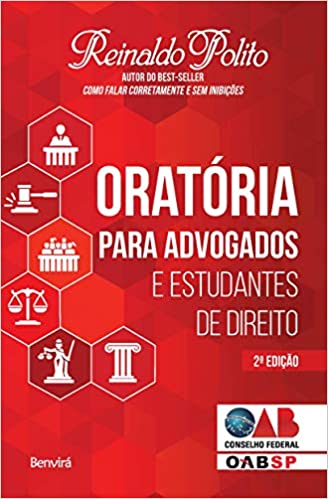 Reinaldo Polito
AUTOR DO BEST-SELLER
COMO FALAR CORRETAMENTE E SEM INIBIÇÕES
ORATÓRIA
PARA ADVOGADOS
E ESTUDANTES
DE DIREITO
2ª EDIÇÃO
OAB
CONSELHO FEDERAL
OABSP
Benvirá